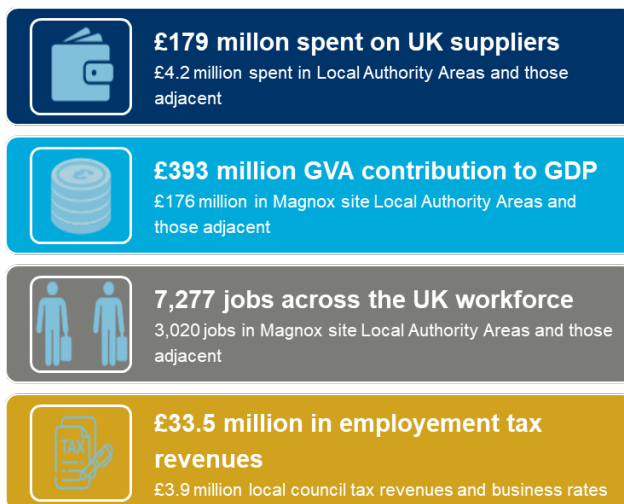 £179 millon spent on UK suppliers
£4.2 million spent in Local Authority Areas and those
adjacent
£393 million GVA contribution to GDP
£176 million in Magnox site Local Authority Areas and
those adjacent
7,277 jobs across the UK workforce
3,020 jobs in Magnox site Local Authority Areas and those
adjacent
TAX
£33.5 million in employement tax
revenues
£3.9 million local council tax revenues and business rates